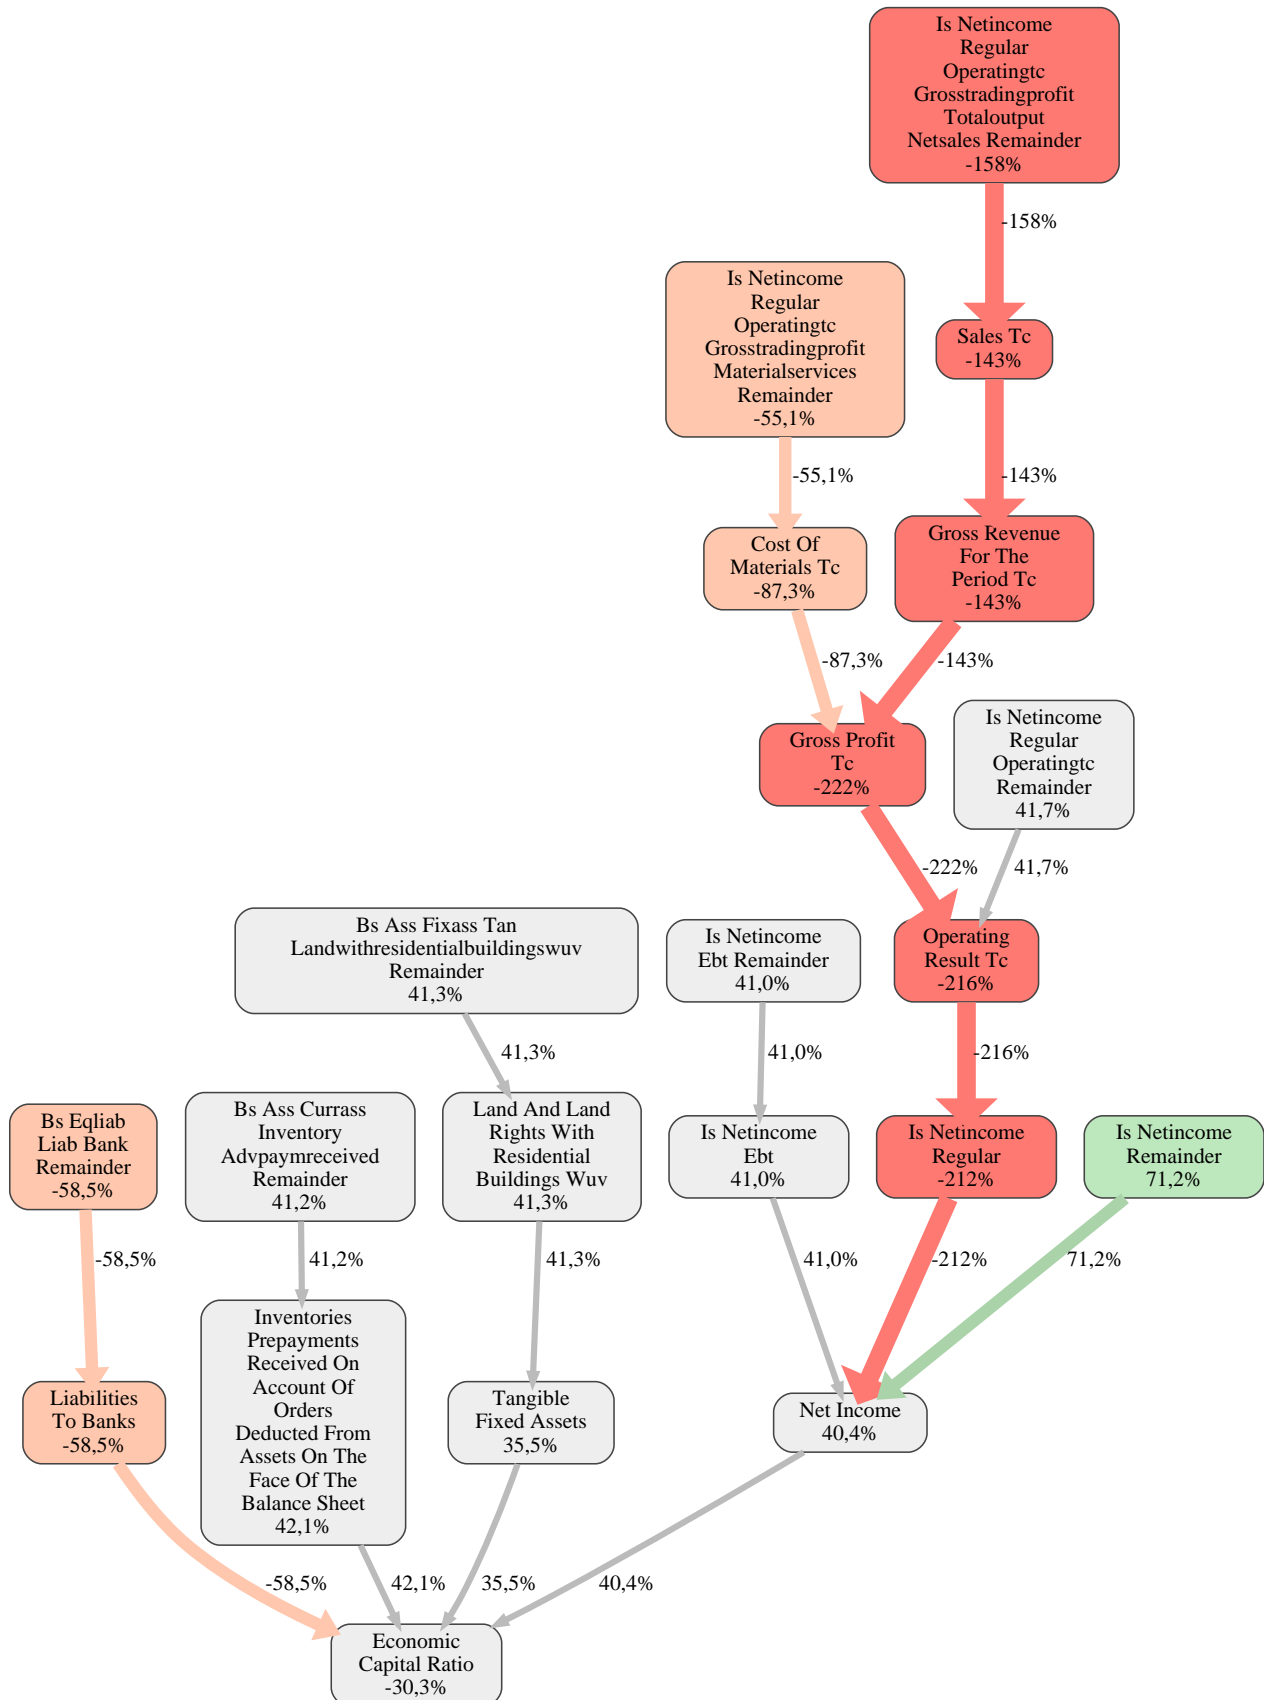 Is Netincome
Regular
Operatingtc
Grosstradingprofit
Totaloutput
Netsales Remainder
-158%
-158%
Is Netincome
Regular
Operatingtc
Grosstradingprofit
Materialservices
Remainder
-55,1%
Sales Tc
-143%
-55,1%
-143%
Cost Of
Materials Tc
-87,3%
Gross Revenue
For The
Period Tc
-143%
-87,3%
-143%
Gross Profit
Tc
-222%
Is Netincome
Regular
Operatingtc
Remainder
41,7%
-222%
41,7%
Bs Ass Fixass Tan
Landwithresidentialbuildingswuv
Remainder
41,3%
Is Netincome
Ebt Remainder
41,0%
Operating
Result Tc
-216%
41,3%
41,0%
-216%
Bs Eqliab
Liab Bank
Remainder
-58,5%
Bs Ass Currass
Inventory
Advpaymreceived
Remainder
41,2%
Land And Land
Rights With
Residential
Buildings Wuv
41,3%
Is Netincome
Ebt
41,0%
Is Netincome
Regular
-212%
Is Netincome
Remainder
71,2%
-58,5%
41,2%
41,3%
41,0%
-212%
71,2%
Liabilities
To Banks
-58,5%
Inventories
Prepayments
Received On
Account Of
Orders
Deducted From
Assets On The
Face Of The
Balance Sheet
42,1%
Tangible
Fixed Assets
35,5%
Net Income
40,4%
-58,5%
42,1%
35,5%
40,4%
Economic
Capital Ratio
-30,3%